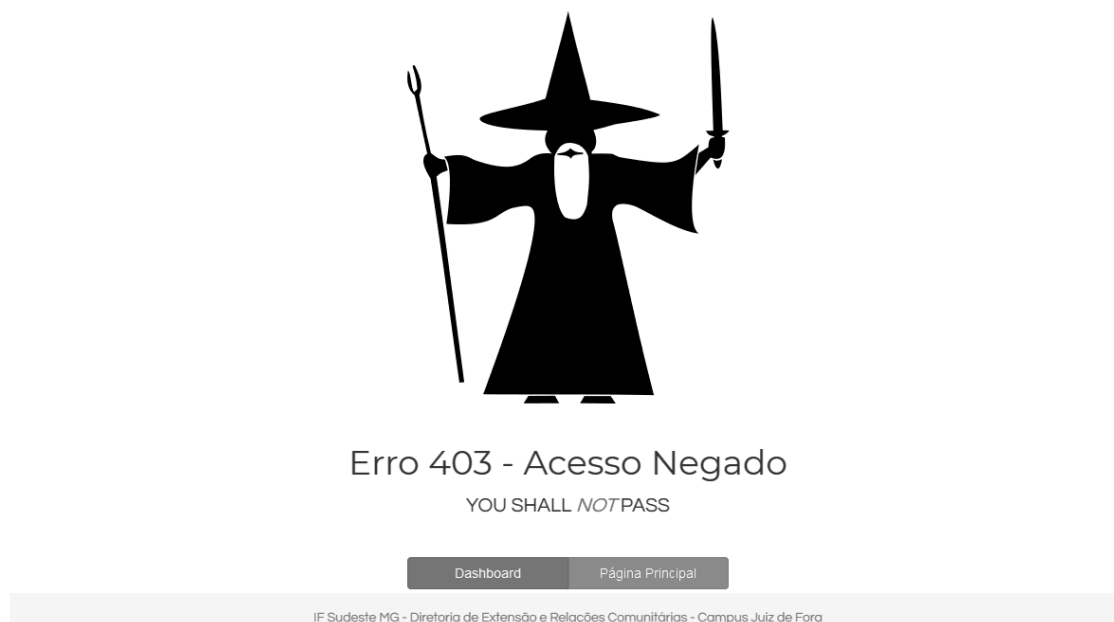 Erro 403 - Acesso Negado
YOU SHALL NOT PASS
Dashboard
Página Principal
IF Sudeste MG - Diretoria de Extensão e Relações Comunitárias - Campus Juiz de Fora